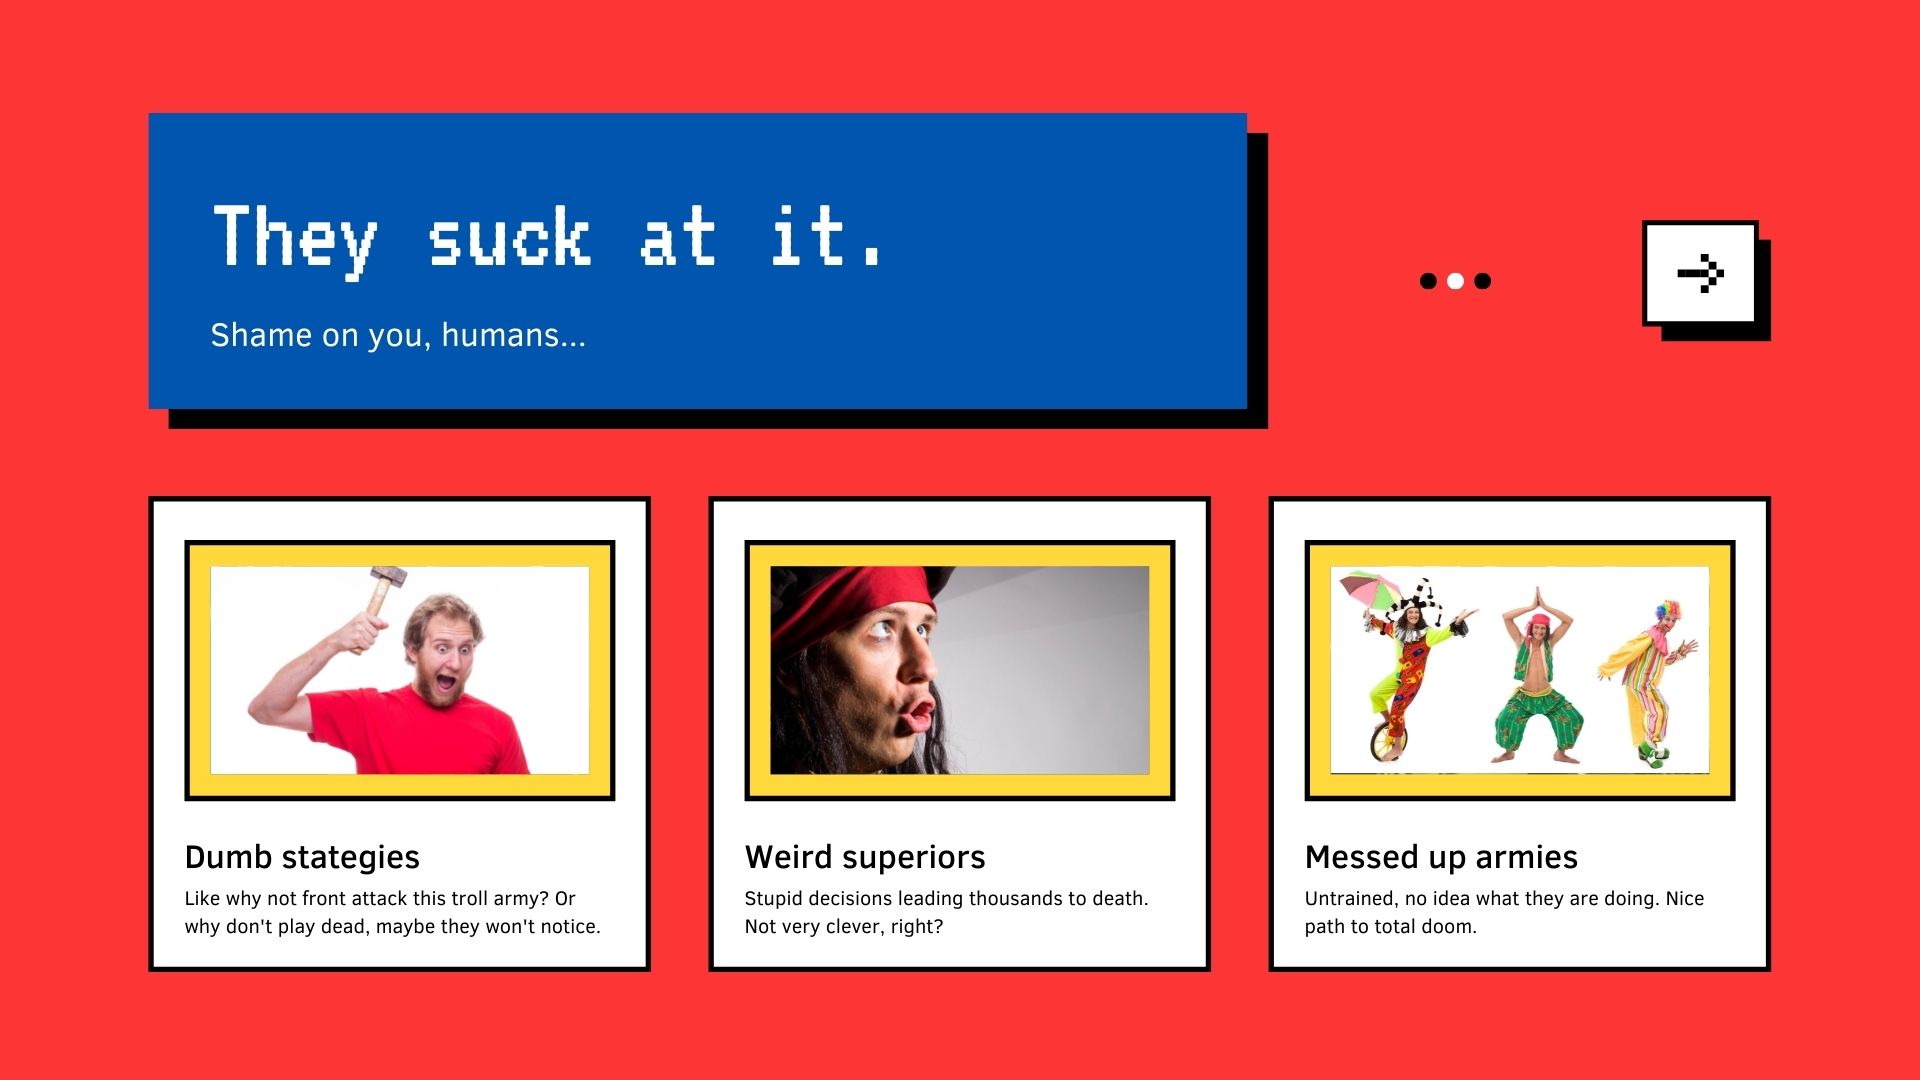 They suck at it.
Shame on you, humans...
Dumb stategies
Like why not front attack this troll army? Or
why don't play dead, maybe they won't notice.
Weird superiors
Stupid decisions leading thousands to death.
Not very clever, right?
Messed up armies
Untrained, no idea what they are doing. Nice
path to total doom.